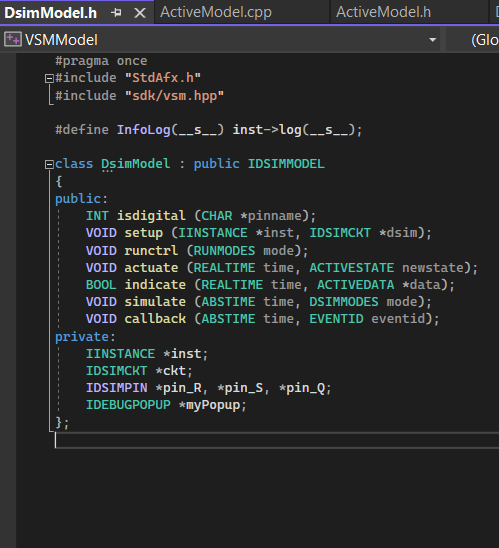 DsimModel.h
ActiveModel.cpp
ActiveModel.h
VSMModel
(Glo
#pragma once
#include "StdAfx.h"
#include "sdk/vsm.hpp"
#define InfoLog(__s__) inst->log(__s__);
class DsimModel : public IDSIMMODEL
{
public:
INT isdigital (CHAR *pinname);
VOID setup (IINSTANCE *inst, IDSIMCKT *dsim);
VOID runctrl (RUNMODES mode);
VOID actuate (REALTIME time, ACTIVESTATE newstate);
BOOL indicate (REALTIME time, ACTIVEDATA *data);
VOID simulate (ABSTIME time, DSIMMODES mode);
VOID callback (ABSTIME time, EVENTID eventid);
private:
IINSTANCE *inst;
IDSIMCKT *ckt;
IDSIMPIN *pin_R, *pin_S, *pin_Q;
IDEBUGPOPUP *myPopup;
};